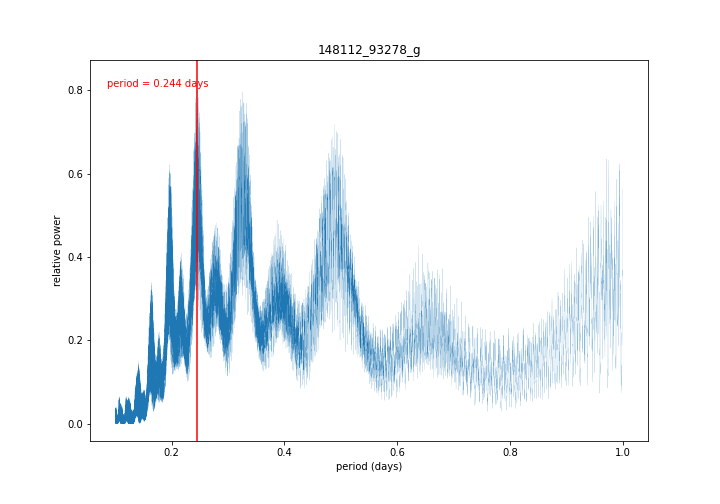 148112_93278_g
period = 0.244 days
relative power
0.8
0.6
0.4
0.2
0.0
0.2 0.4 0.6 0.8 1.0
period (days)